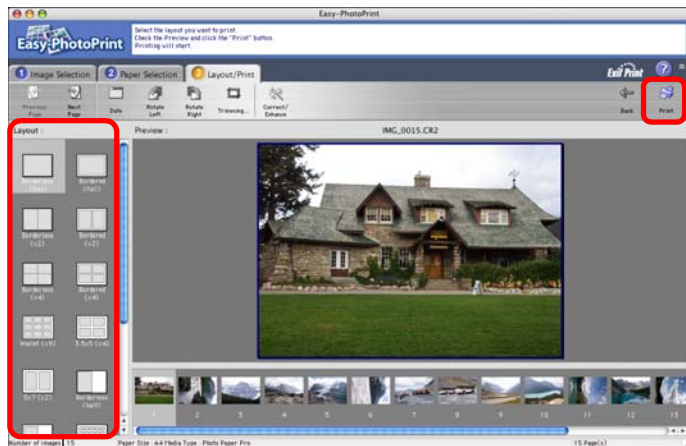 Easy-PhotoPrint
Easy-PhotoPrint
Select the layout you want to print.
Check the Preview and click the "Print" button.
Printing will start.
1 Image Selection
2 Paper Selection
3 Layout/Print
Exif Print
?
Previous Page
Next Page
Date
Rotate Left
Rotate Right
Trimming...
Correct/Enhance
Back
Print
Layout :
Preview :
IMG_0015.CR2
Borderless (full)
Bordered (full)
Borderless (x2)
Bordered (x2)
Borderless (x4)
Bordered (x4)
Wallet (x9)
3.5x5 (x4)
5x7 (x2)
Borderless (half)
1
2
3
4
5
6
7
8
9
10
11
12
13
Number of images 15
Paper Size : A4 Media Type : Photo Paper Pro
15 Page(s)